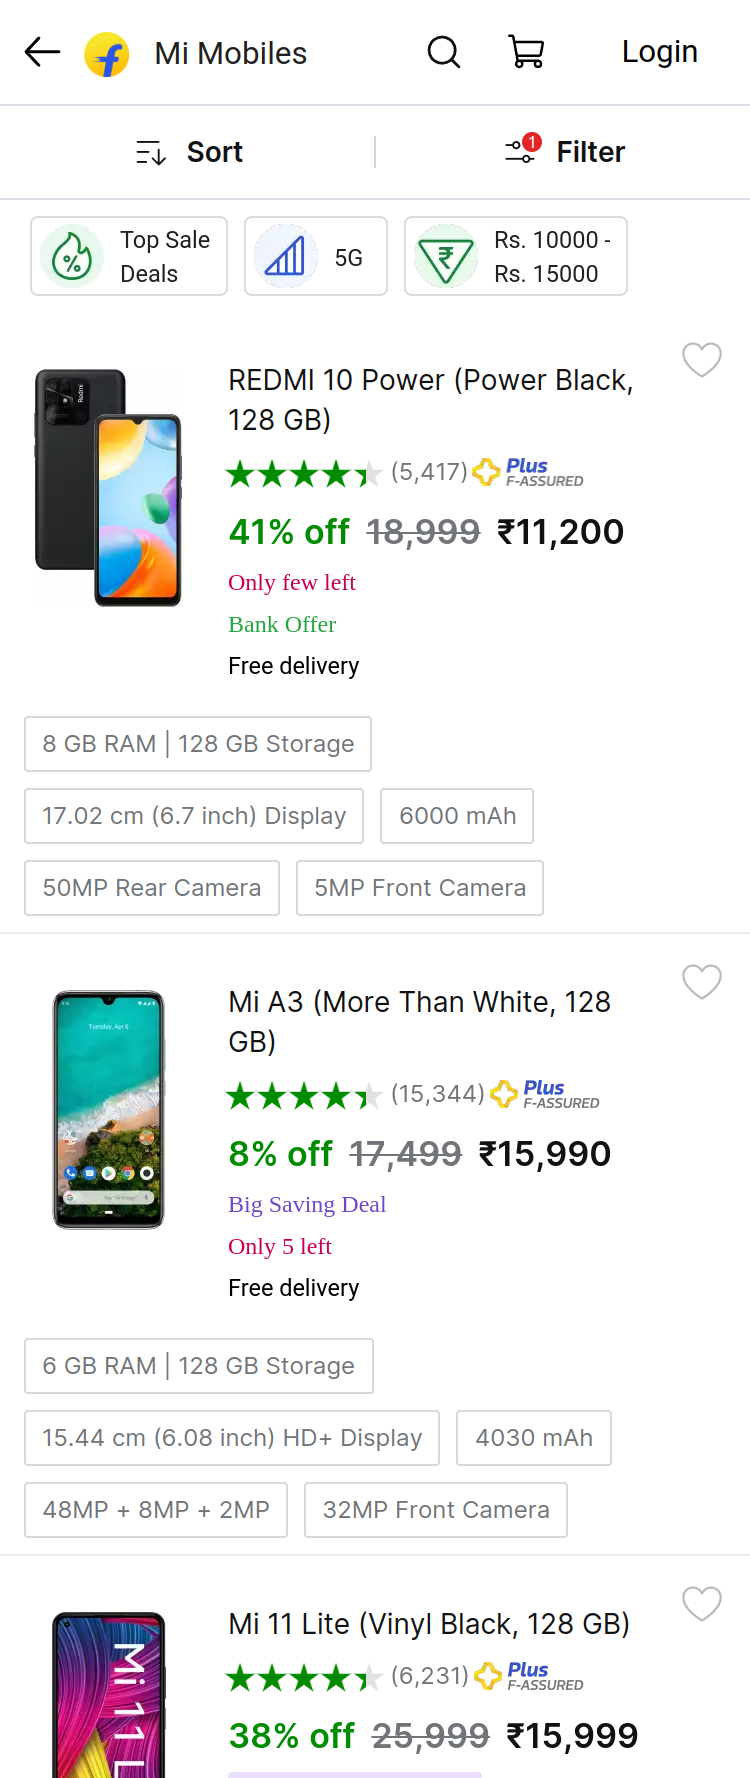 Mi Mobiles
Login
Sort
1
Filter
Top Sale
Deals
5G
Rs. 10000 -
Rs. 15000
REDMI 10 Power (Power Black,
128 GB)
(5,417) Plus
F-ASSURED
41% off 18,999 ₹11,200
Only few left
Bank Offer
Free delivery
8 GB RAM | 128 GB Storage
17.02 cm (6.7 inch) Display
6000 mAh
50MP Rear Camera
5MP Front Camera
Redmi
Mi A3 (More Than White, 128
GB)
(15,344) Plus
F-ASSURED
8% off 17,499 ₹15,990
Big Saving Deal
Only 5 left
Free delivery
Tuesday, Apr 6
6 GB RAM | 128 GB Storage
15.44 cm (6.08 inch) HD+ Display
4030 mAh
48MP + 8MP + 2MP
32MP Front Camera
Mi 11 Lite (Vinyl Black, 128 GB)
(6,231) Plus
F-ASSURED
38% off 25,999 ₹15,999
Mi 11 L